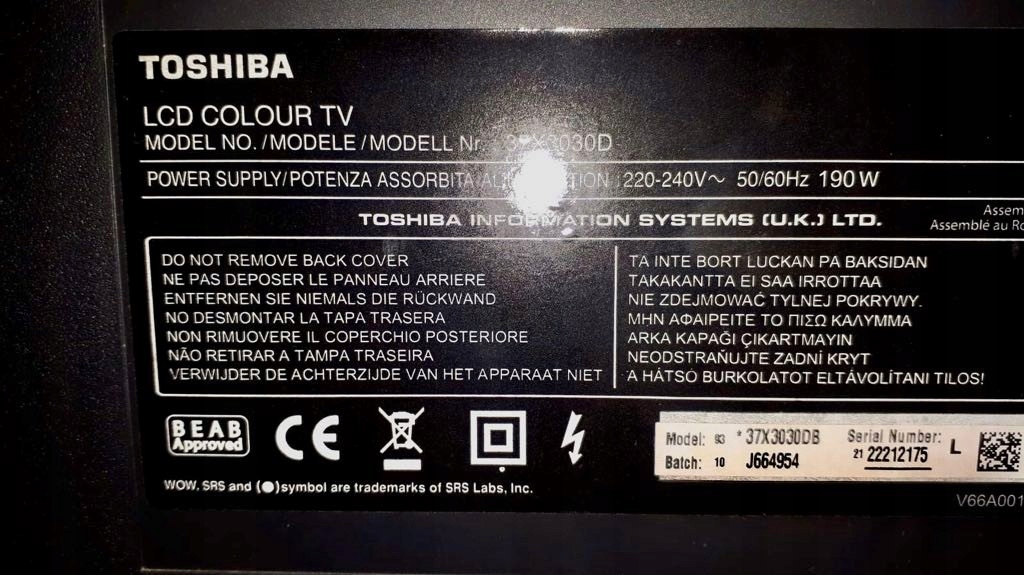 TOSHIBA
LCD COLOUR TV
MODEL NO./MODELE/MODELL Nr. 37X3030D
POWER SUPPLY/POTENZA ASSORBITA/ 220-240V~ 50/60Hz 190W
TOSHIBA INFORMATION SYSTEMS (U.K.) LTD.
Assem
Assemblé au Ro
DO NOT REMOVE BACK COVER
NE PAS DEPOSER LE PANNEAU ARRIERE
ENTFERNEN SIE NIEMALS DIE RÜCKWAND
NO DESMONTAR LA TAPA TRASERA
NON RIMUOVERE IL COPERCHIO POSTERIORE
NÃO RETIRAR A TAMPA TRASEIRA
VERWIJDER DE ACHTERZIJDE VAN HET APPARAAT NIET
TA INTE BORT LUCKAN PA BAKSIDAN
TAKAKANTTA EI SAA IRROTTAA
NIE ZDEJMOWAĆ TYLNEJ POKRYWY.
ΜΗΝ ΑΦΑΙΡΕΙΤΕ ΤΟ ΠΙΣΩ ΚΑΛΥΜΜΑ
ARKA KAPAĞI ÇIKARTMAYIN
NEODSTRAŇUJTE ZADNÍ KRYT
A HÁTSÓ BURKOLATOT ELTÁVOLÍTANI TILOS!
BEAB
Approved
CE
WOW, SRS and (●) symbol are trademarks of SRS Labs, Inc.
Model: 93 * 37X3030DB Serial Number:
Batch: 10 J664954 21 22212175 L
V66A001